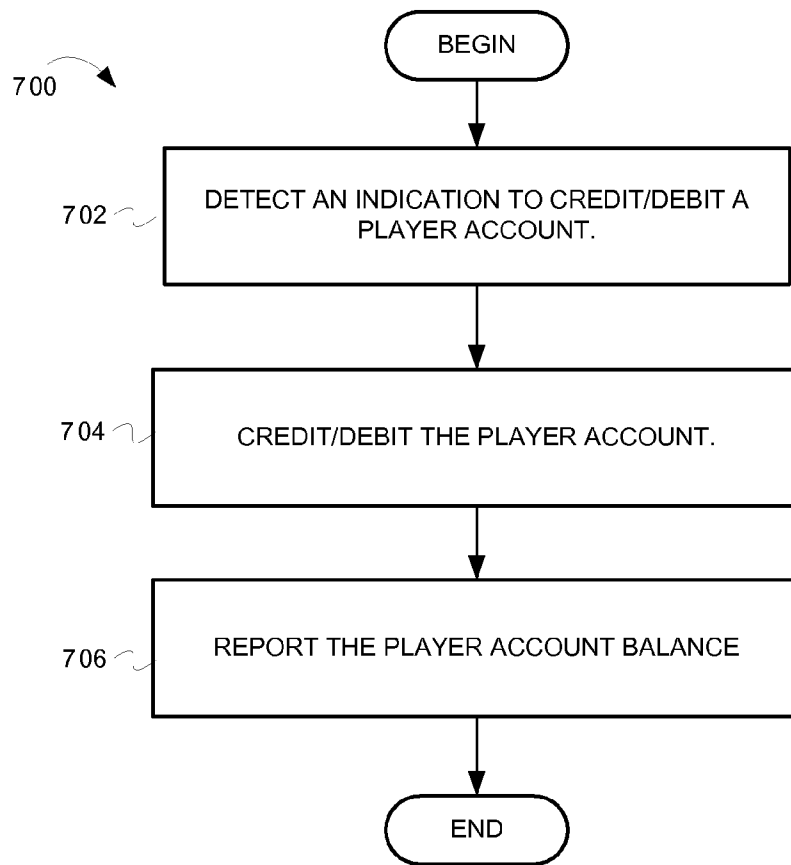 BEGIN
700
702
DETECT AN INDICATION TO CREDIT/DEBIT A
PLAYER ACCOUNT.
704
CREDIT/DEBIT THE PLAYER ACCOUNT.
706
REPORT THE PLAYER ACCOUNT BALANCE
END